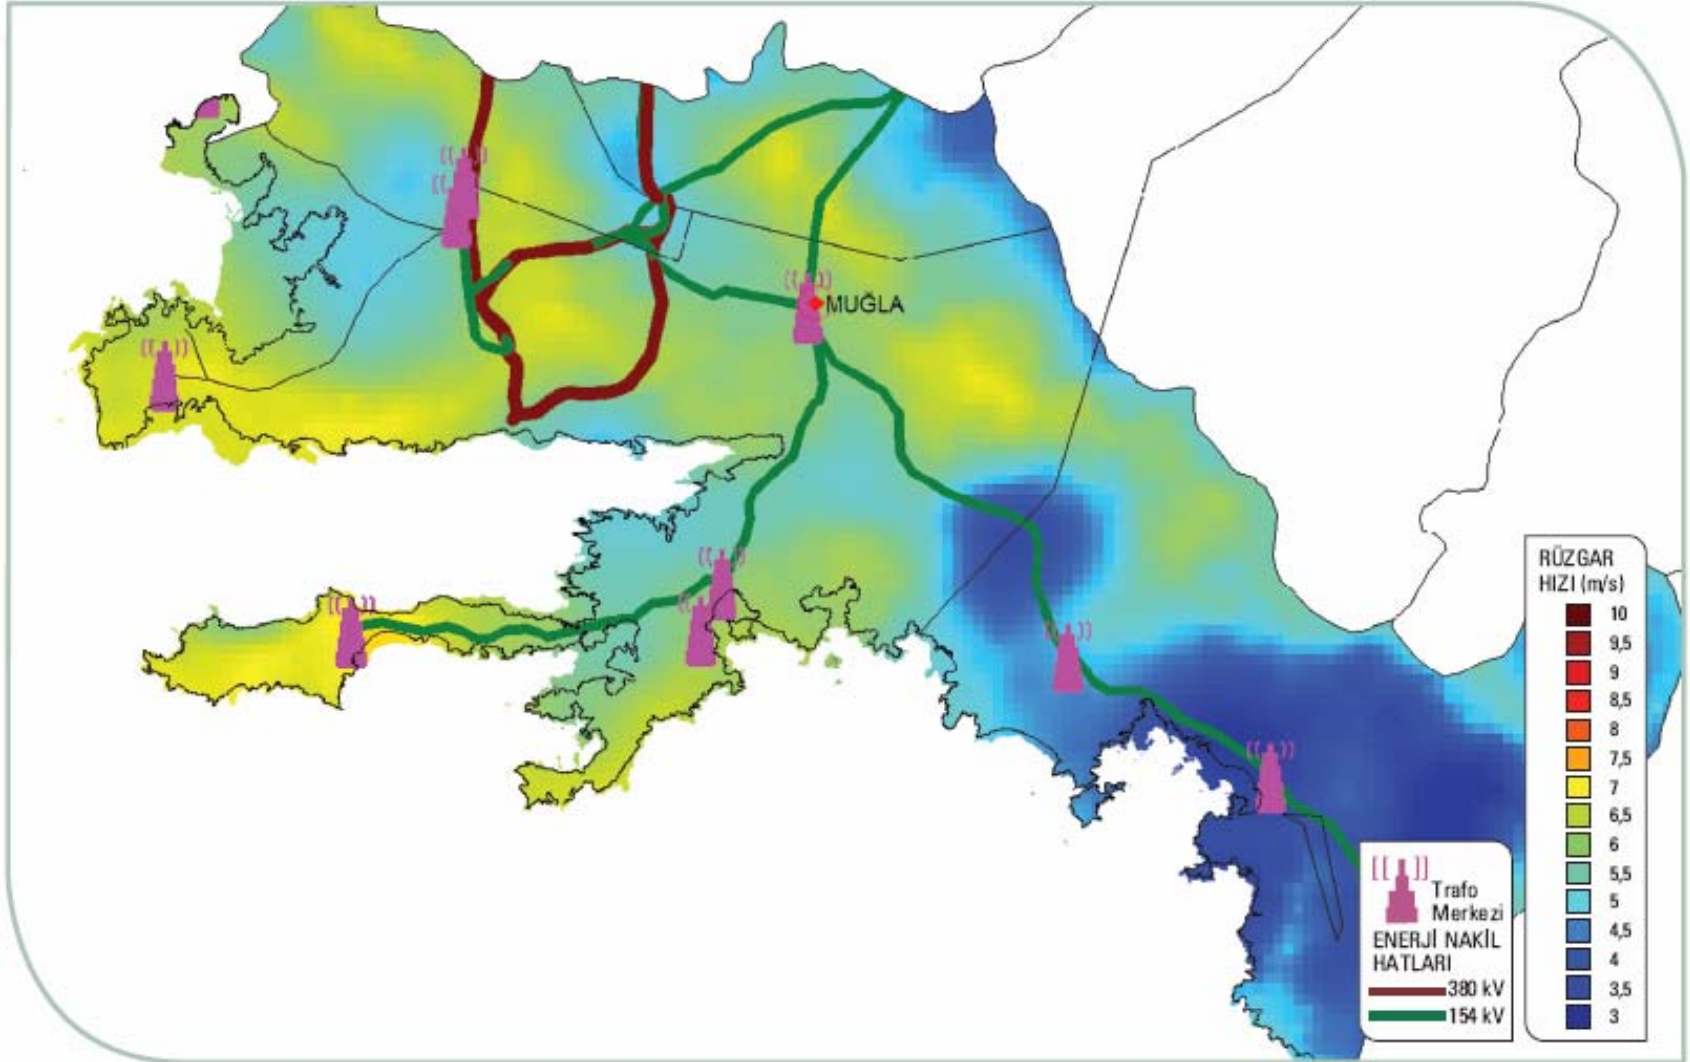 MUĞLA
RÜZGAR
HIZI (m/s)
10
9,5
9
8,5
8
7,5
7
6,5
6
5,5
5
4,5
4
3,5
3
Trafo
Merkezi
ENERJİ NAKİL
HATLARI
380 kV
154 kV